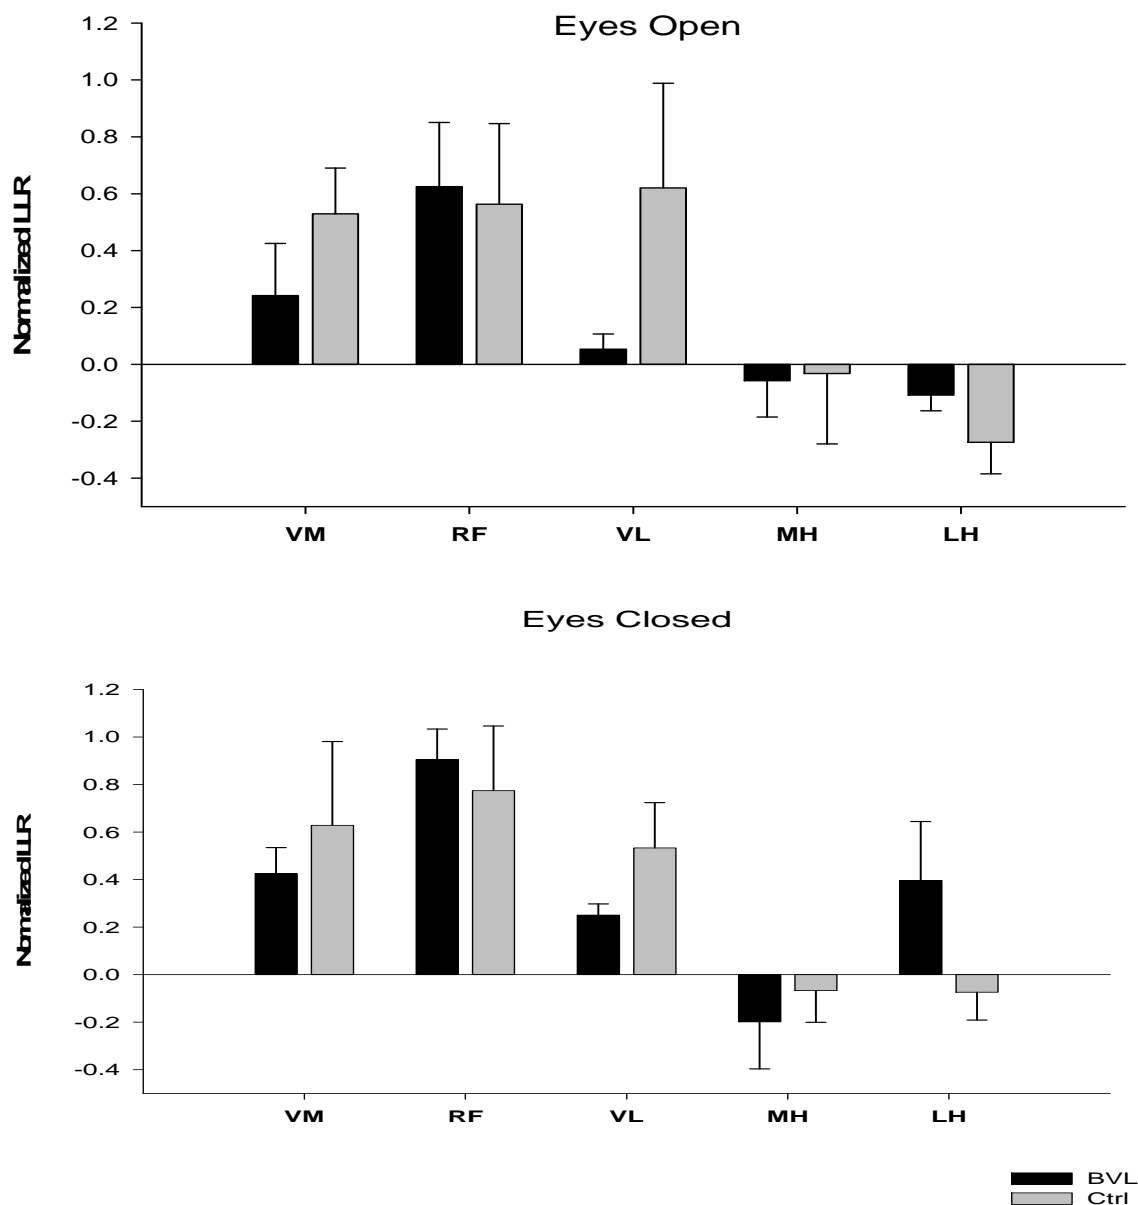 Eyes Open
Normalized LLR
1.2
1.0
0.8
0.6
0.4
0.2
0.0
-0.2
-0.4
VM RF VL MH LH
Eyes Closed
Normalized LLR
1.2
1.0
0.8
0.6
0.4
0.2
0.0
-0.2
-0.4
VM RF VL MH LH
BVL
Ctrl